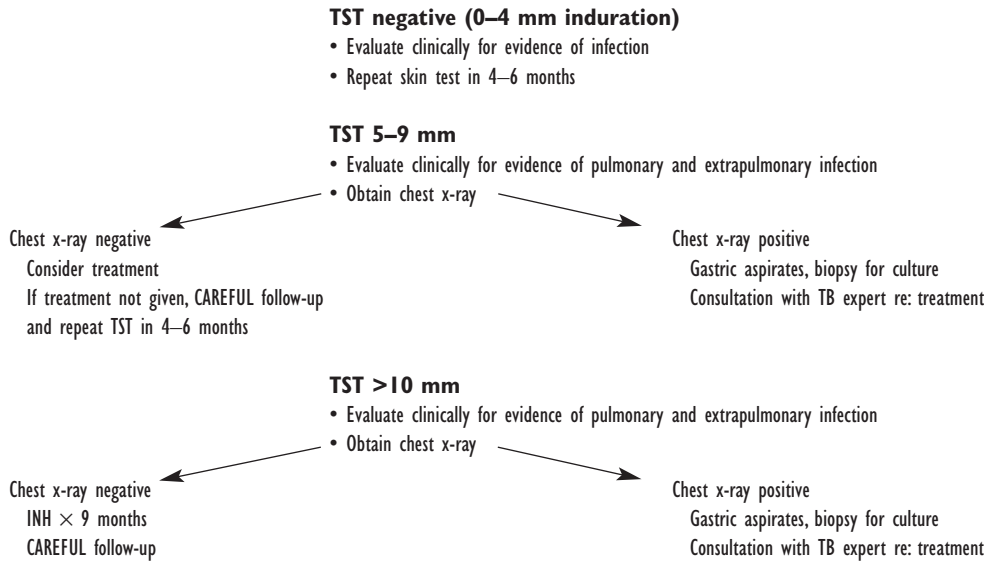 TST negative (0–4 mm induration)
• Evaluate clinically for evidence of infection
• Repeat skin test in 4–6 months
TST 5–9 mm
• Evaluate clinically for evidence of pulmonary and extrapulmonary infection
• Obtain chest x-ray
Chest x-ray negative
Consider treatment
If treatment not given, CAREFUL follow-up
and repeat TST in 4–6 months
Chest x-ray positive
Gastric aspirates, biopsy for culture
Consultation with TB expert re: treatment
TST >10 mm
• Evaluate clinically for evidence of pulmonary and extrapulmonary infection
• Obtain chest x-ray
Chest x-ray negative
INH × 9 months
CAREFUL follow-up
Chest x-ray positive
Gastric aspirates, biopsy for culture
Consultation with TB expert re: treatment